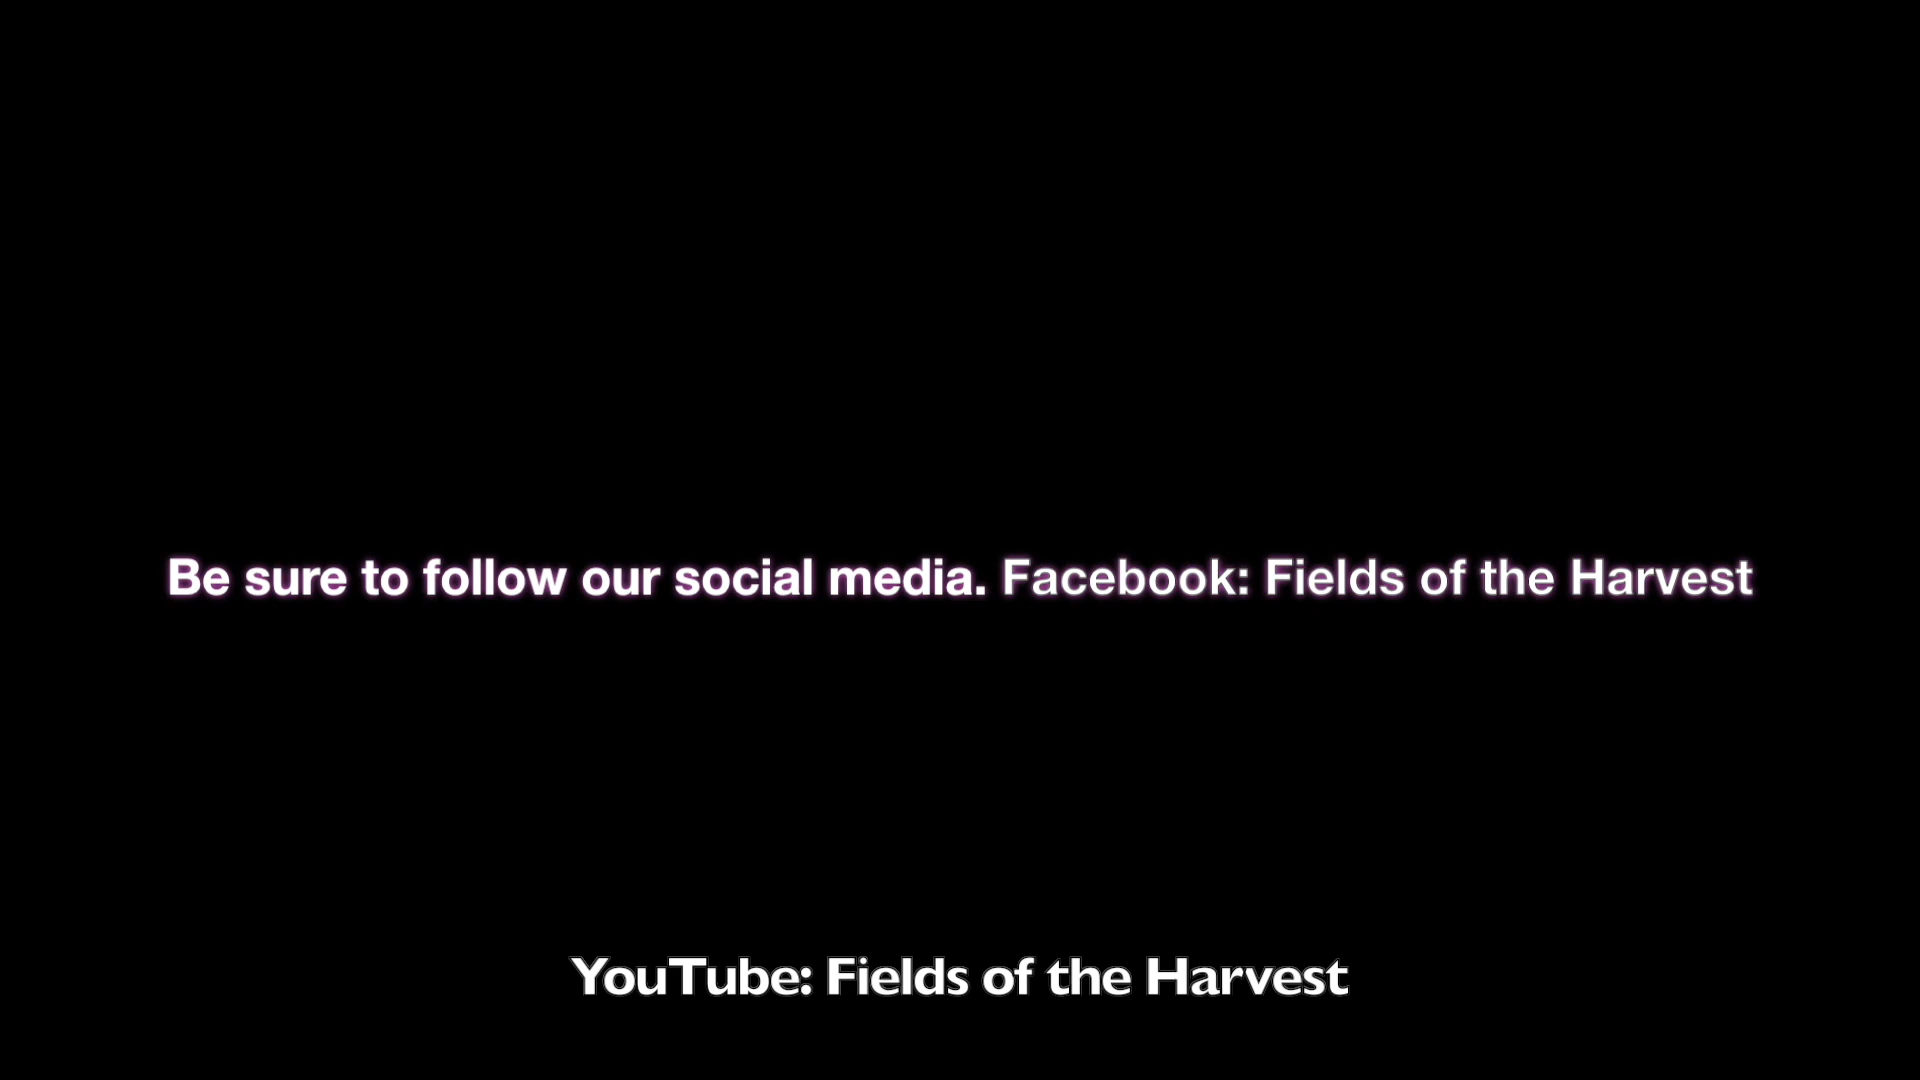 Be sure to follow our social media. Facebook: Fields of the Harvest
YouTube: Fields of the Harvest